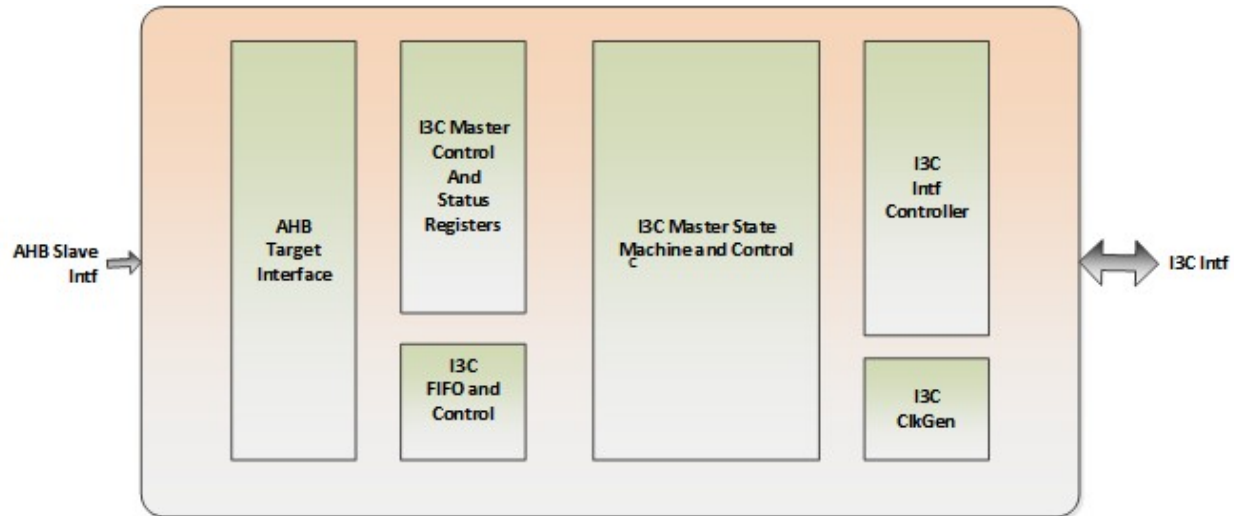 AHB Slave
Intf
AHB
Target
Interface
I3C Master
Control
And
Status
Registers
I3C
FIFO and
Control
I3C Master State
Machine and Control
C
I3C
Intf
Controller
I3C
ClkGen
I3C Intf